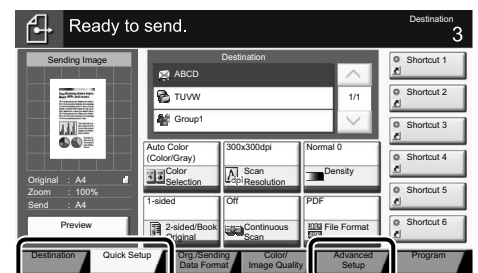 Ready to send.
Destination
3
Sending Image
Original : A4
Zoom : 100%
Send : A4
Preview
Destination
ABCD
TUVW
Group1
1/1
Auto Color
(Color/Gray)
Color
Selection
300x300dpi
dpi
Scan
Resolution
Normal 0
Density
1-sided
2-sided/Book
Original
Off
Continuous
Scan
PDF
File Format
Shortcut 1
Shortcut 2
Shortcut 3
Shortcut 4
Shortcut 5
Shortcut 6
Destination
Quick Setup
Org./Sending
Data Format
Color/
Image Quality
Advanced
Setup
Program